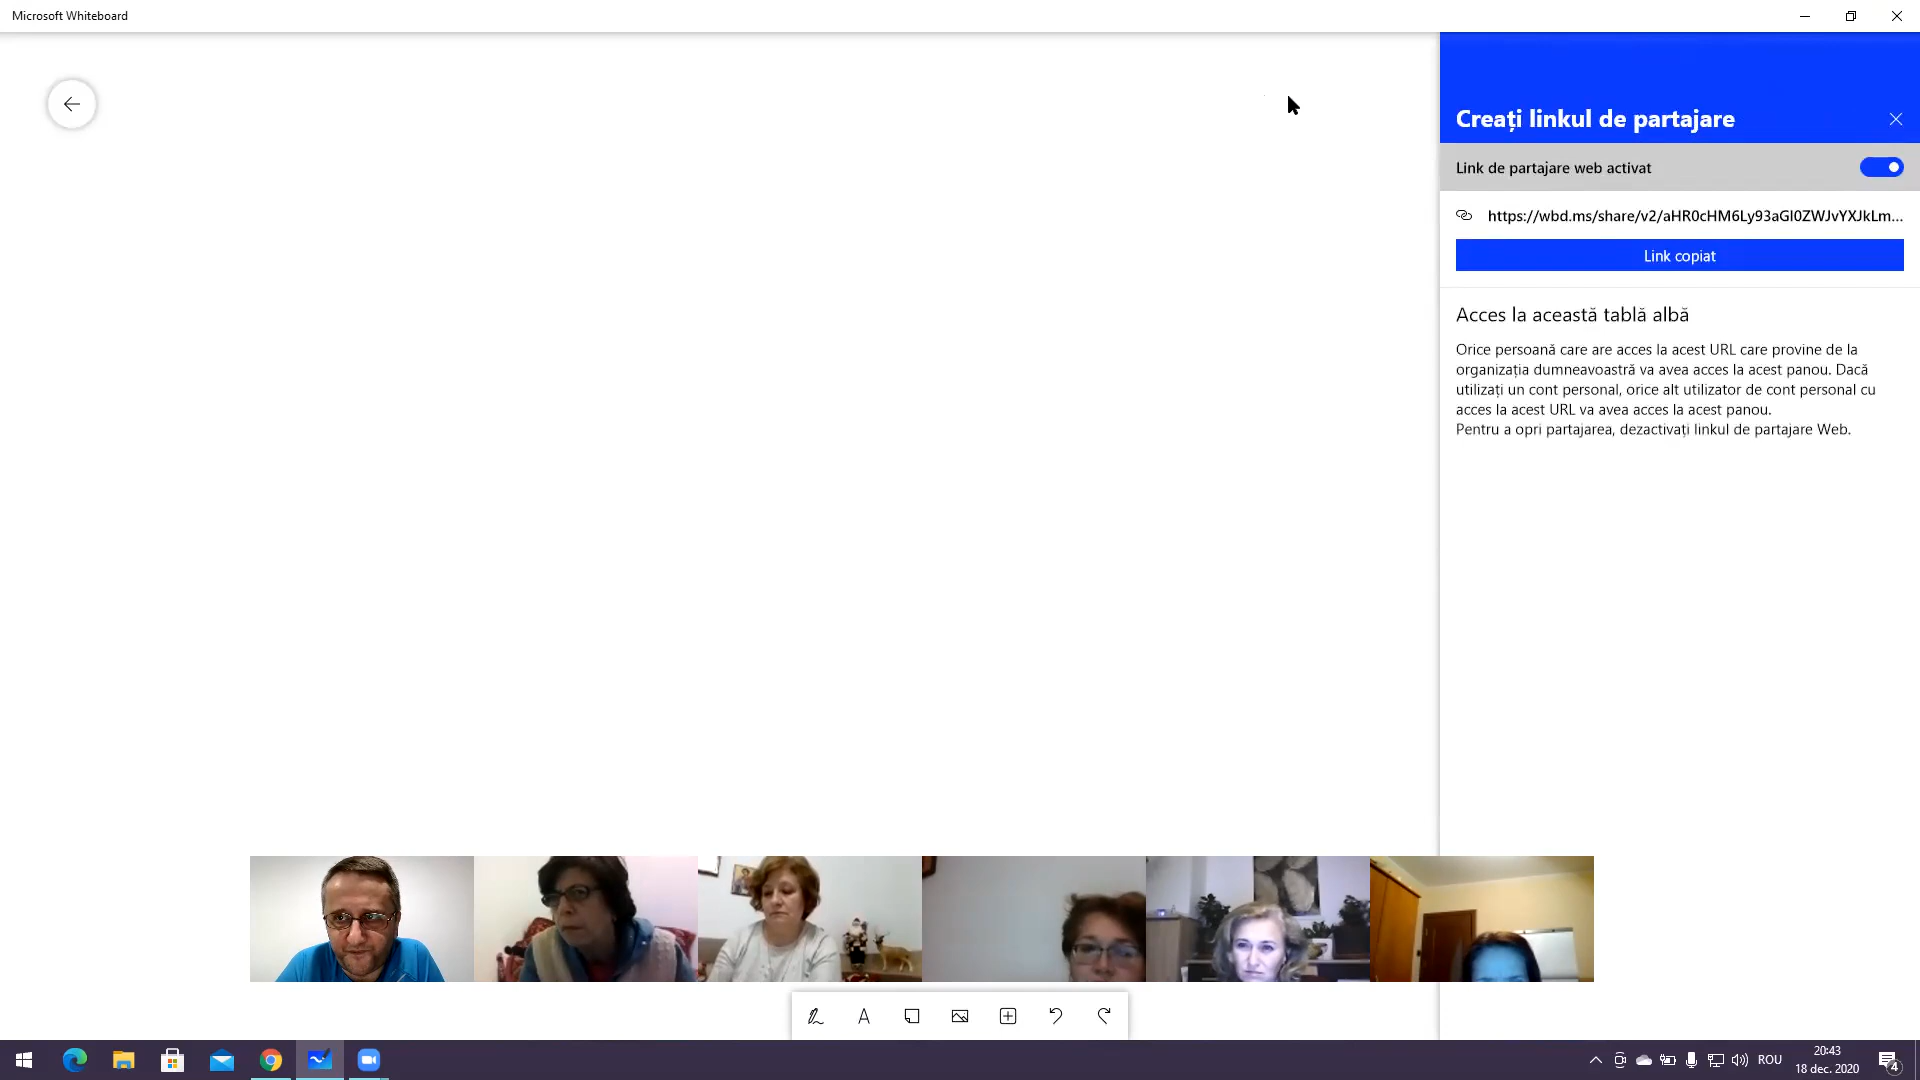 Microsoft Whiteboard
Creați linkul de partajare
Link de partajare web activat
https://wbd.ms/share/v2/aHR0cHM6Ly93aGl0ZWJvYXJkLm...
Link copiat
Acces la această tablă albă
Orice persoană care are acces la acest URL care provine de la
organizația dumneavoastră va avea acces la acest panou. Dacă
utilizați un cont personal, orice alt utilizator de cont personal cu
acces la acest URL va avea acces la acest panou.
Pentru a opri partajarea, dezactivați linkul de partajare Web.
ROU
20:43
18 dec. 2020
4